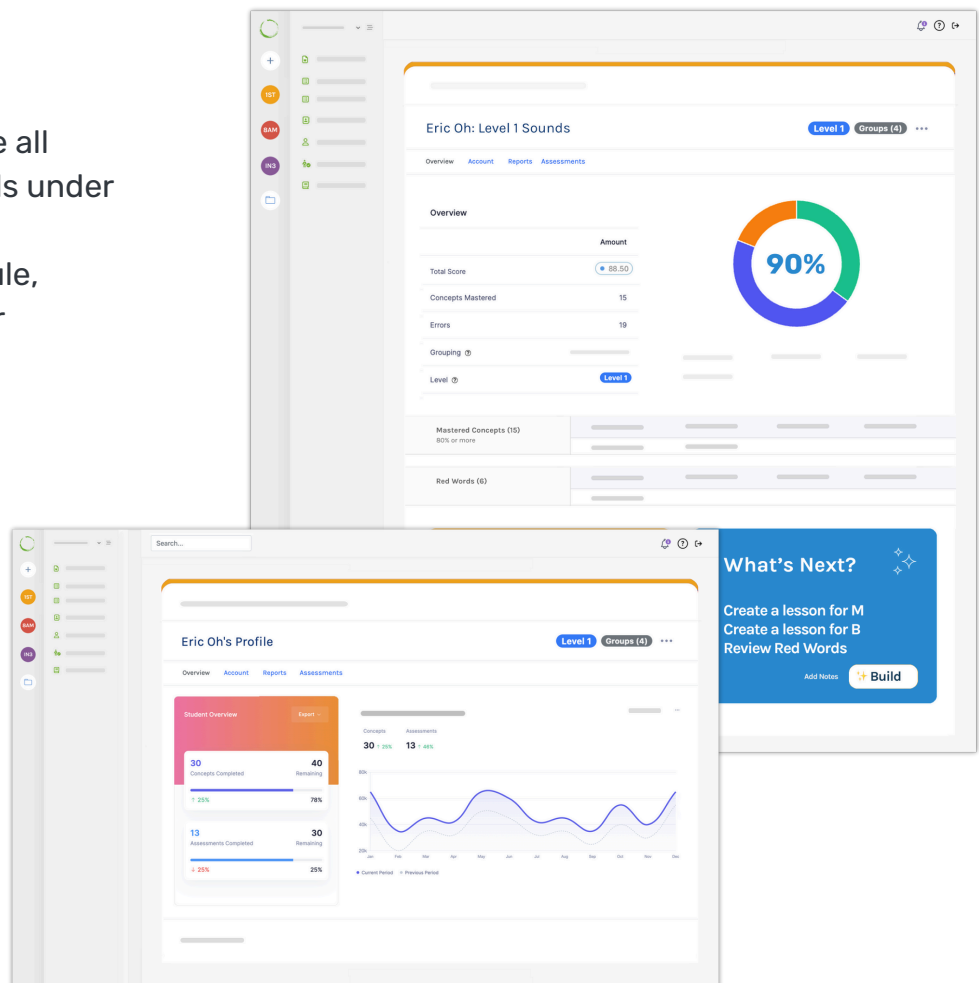 e all
ls under
ule,
r
IST
BAM
IN3
Eric Oh: Level 1 Sounds
Level 1
Groups (4)
Overview Account Reports Assessments
Overview
Amount
Total Score 88.50
Concepts Mastered 15
Errors 19
Grouping
Level Level 1
90%
Mastered Concepts (15)
80% or more
Red Words (6)
What's Next?
Create a lesson for M
Create a lesson for B
Review Red Words
Add Notes Build
Search...
IST
BAM
IN3
Eric Oh's Profile
Level 1
Groups (4)
Overview Account Reports Assessments
Student Overview Export
30 40
Concepts Completed Remaining
↑ 25% 78%
13 30
Assessments Completed Remaining
↓ 25% 25%
Concepts Assessments
30 ↑ 25% 13 ↑ 46%
80k
60k
40k
200k
Jan Feb Mar Apr May Jun Jul Aug Sep Oct Nov Dec
Current Period Previous Period